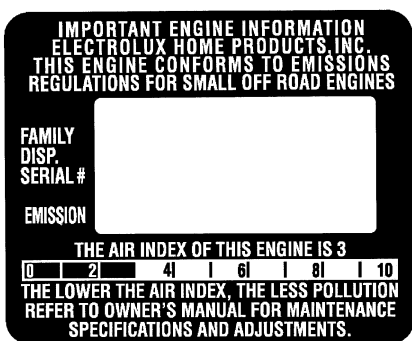 IMPORTANT ENGINE INFORMATION
ELECTROLUX HOME PRODUCTS, INC.
THIS ENGINE CONFORMS TO EMISSIONS
REGULATIONS FOR SMALL OFF ROAD ENGINES
FAMILY
DISP.
SERIAL #
EMISSION
THE AIR INDEX OF THIS ENGINE IS 3
0 2 4 6 8 10
THE LOWER THE AIR INDEX, THE LESS POLLUTION
REFER TO OWNER'S MANUAL FOR MAINTENANCE
SPECIFICATIONS AND ADJUSTMENTS.